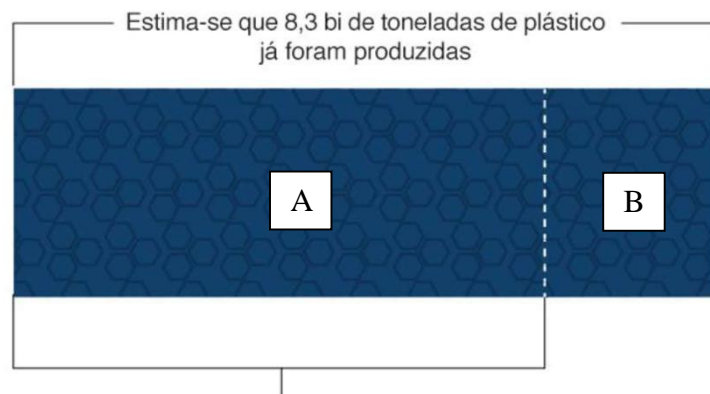 Estima-se que 8,3 bi de toneladas de plástico
já foram produzidas
A
B